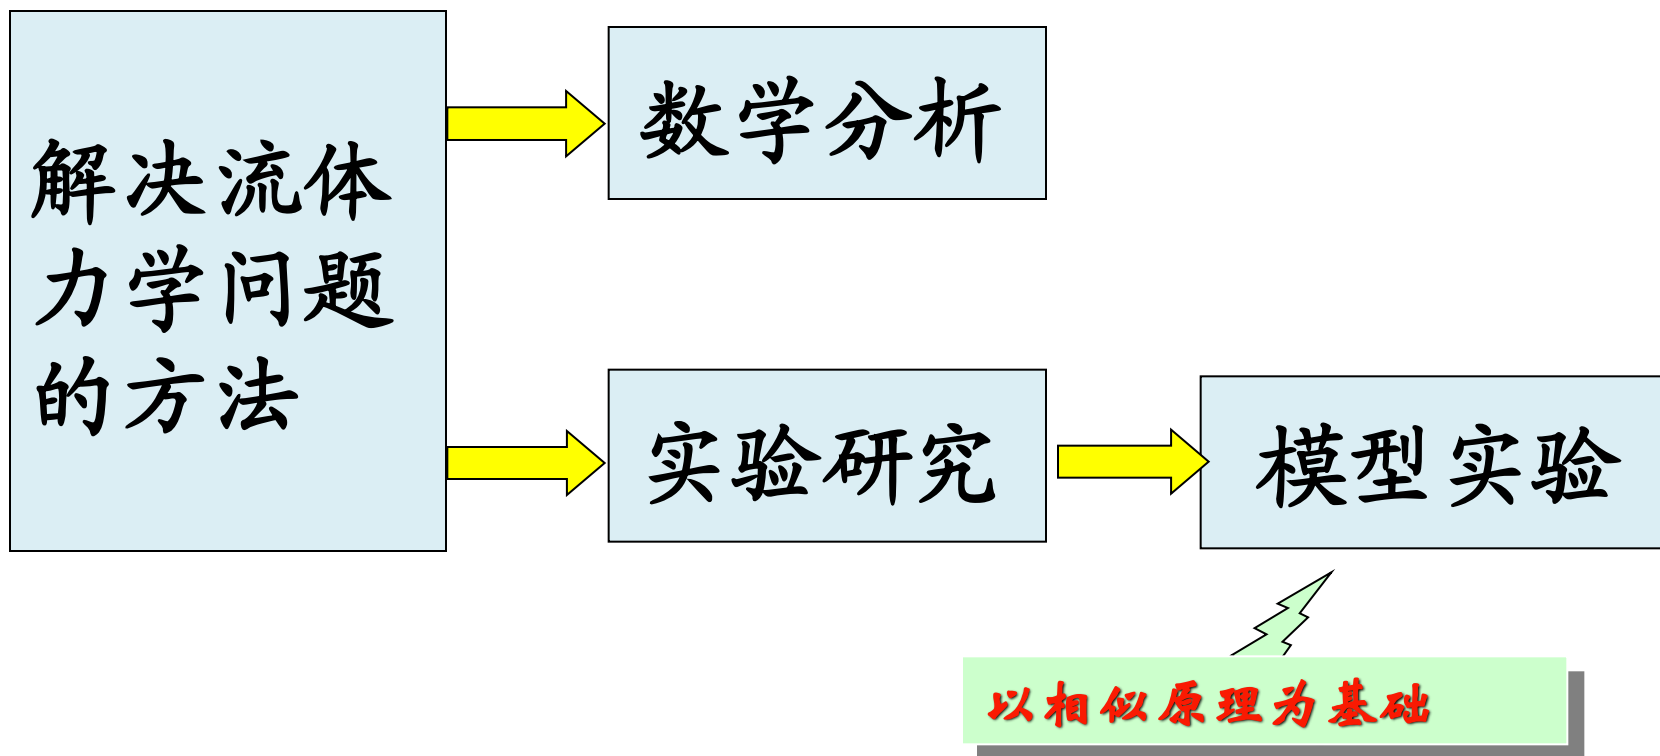 解决流体
力学问题
的方法
数学分析
实验研究
模型实验
以相似原理为基础